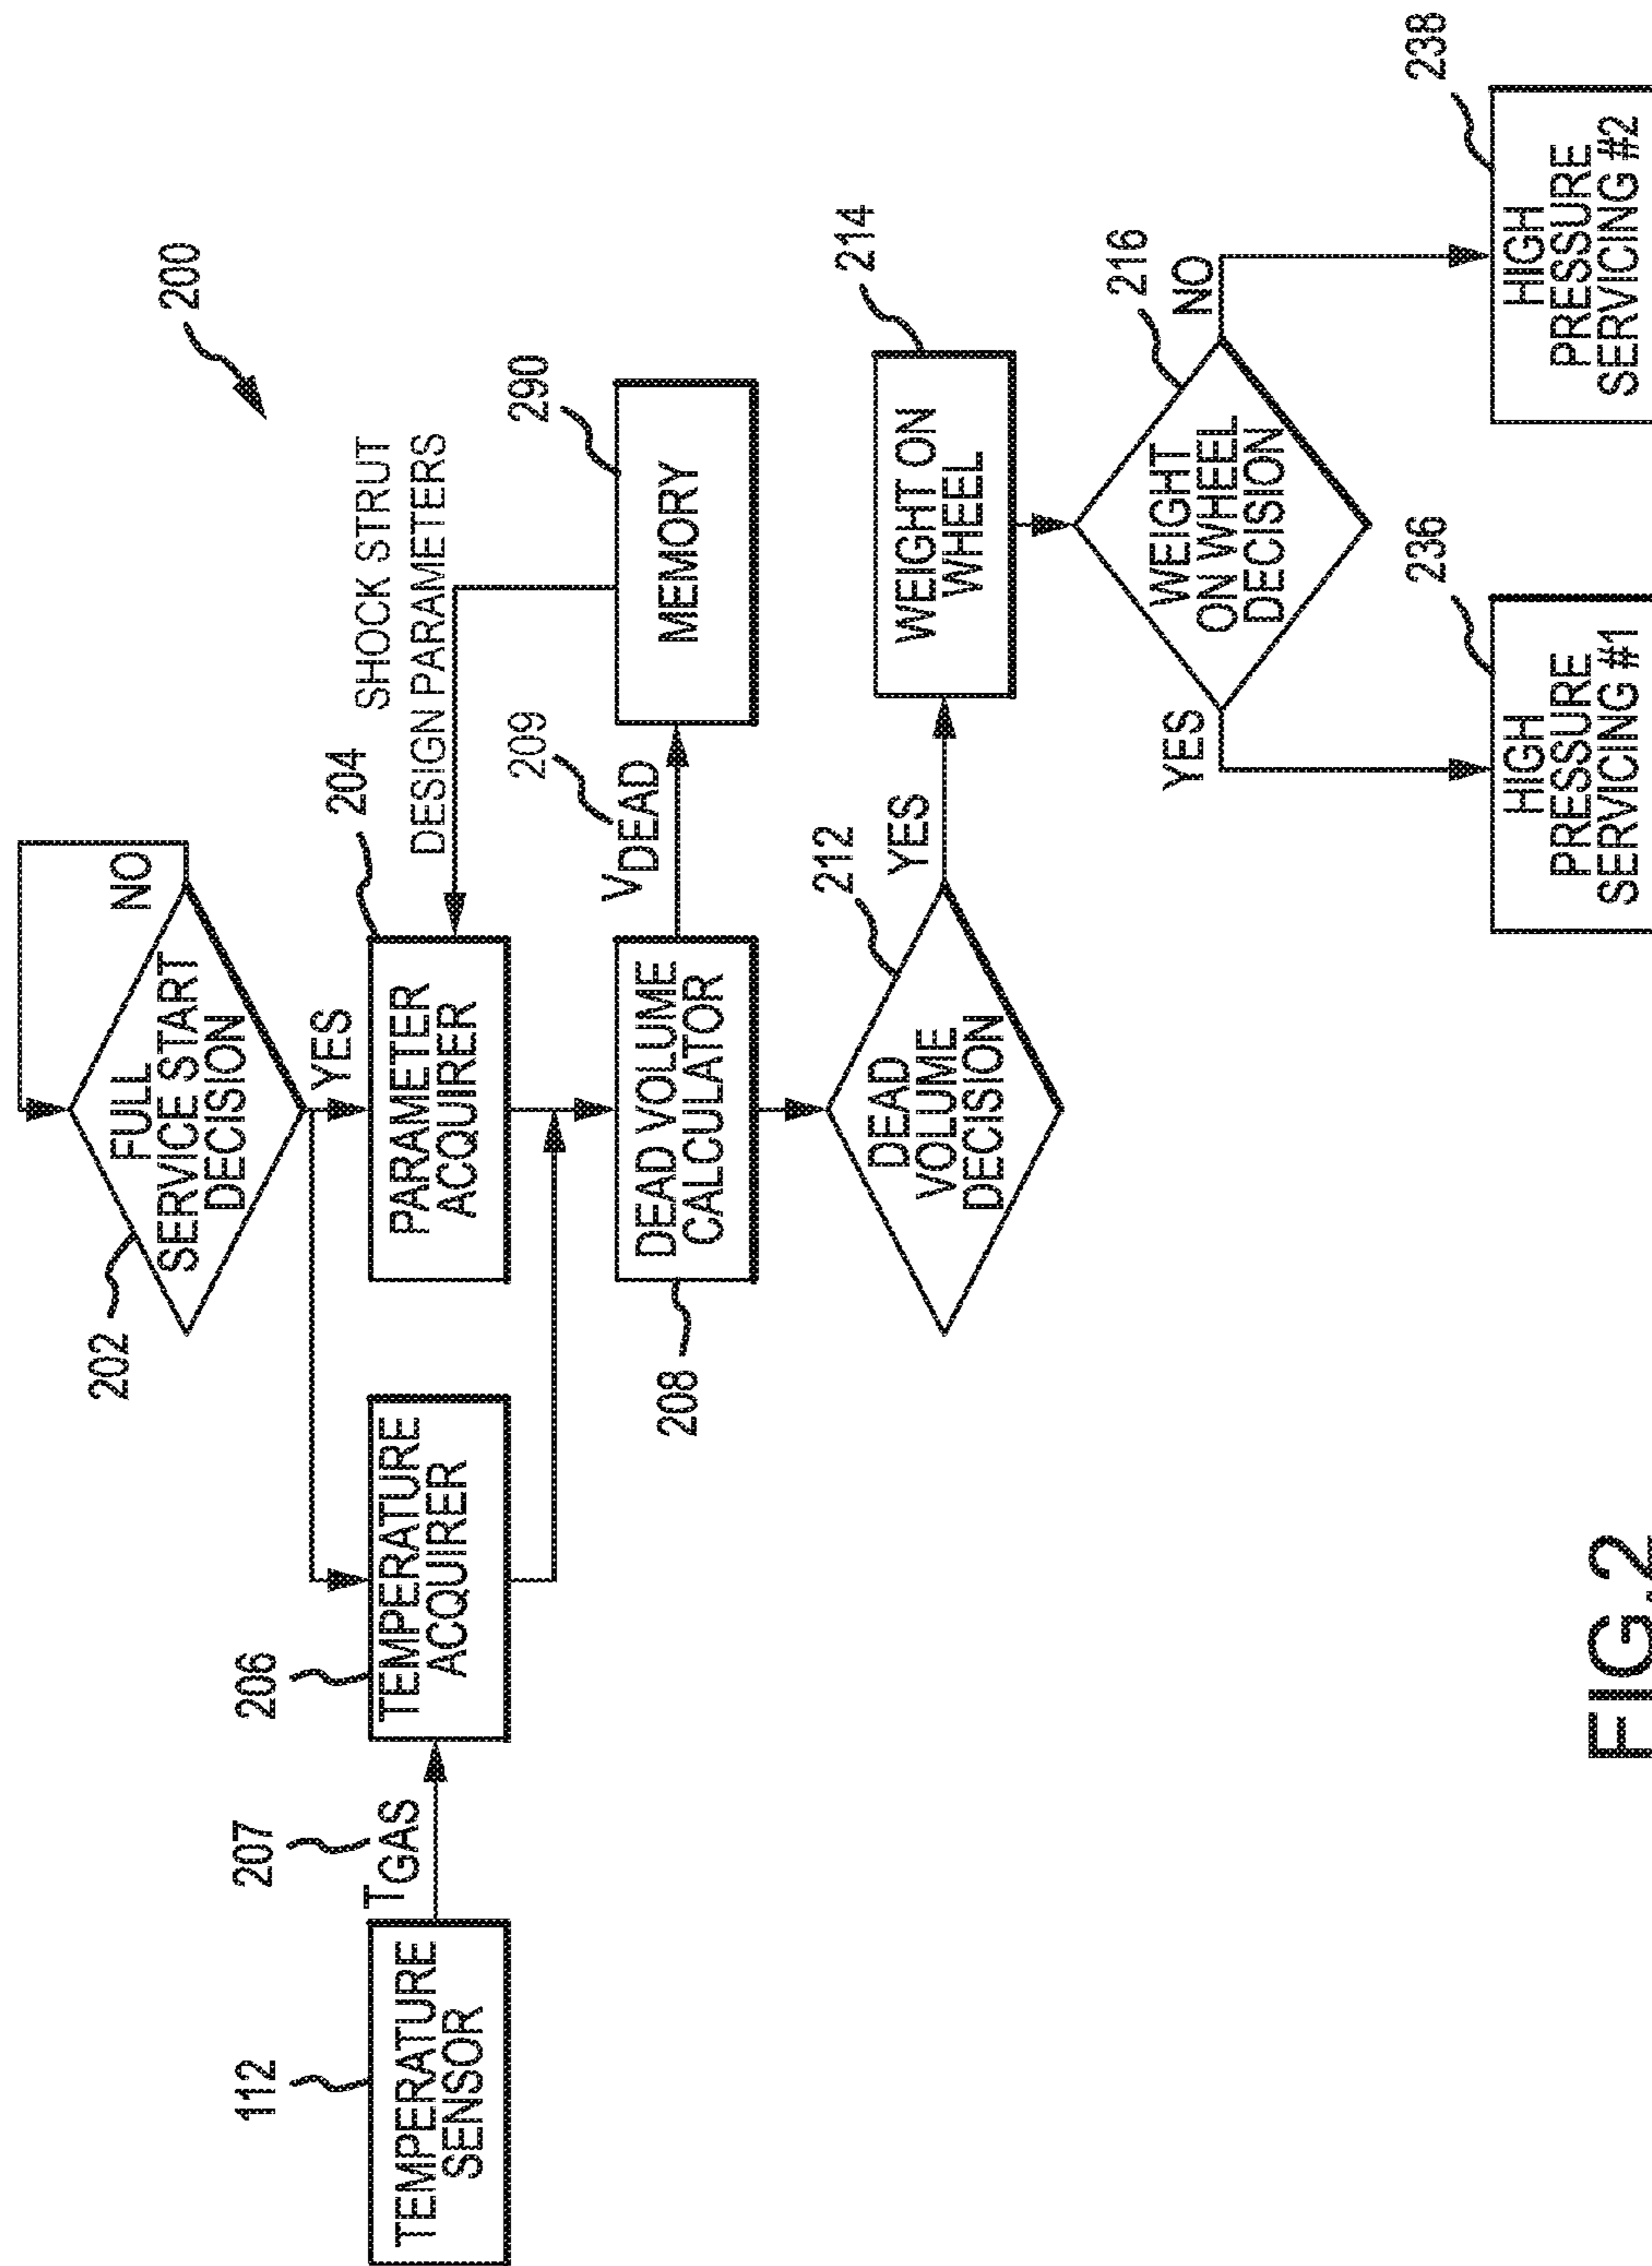 200
202
FULL
SERVICE START
DECISION
NO
YES
112
TEMPERATURE
SENSOR
207
TGAS
206
TEMPERATURE
ACQUIRER
204
PARAMETER
ACQUIRER
SHOCK STRUT
DESIGN PARAMETERS
208
DEAD VOLUME
CALCULATOR
209
VDEAD
290
MEMORY
212
DEAD
VOLUME
DECISION
YES
214
WEIGHT ON
WHEEL
216
WEIGHT
ON WHEEL
DECISION
YES
NO
236
HIGH
PRESSURE
SERVICING #1
238
HIGH
PRESSURE
SERVICING #2
FIG.2